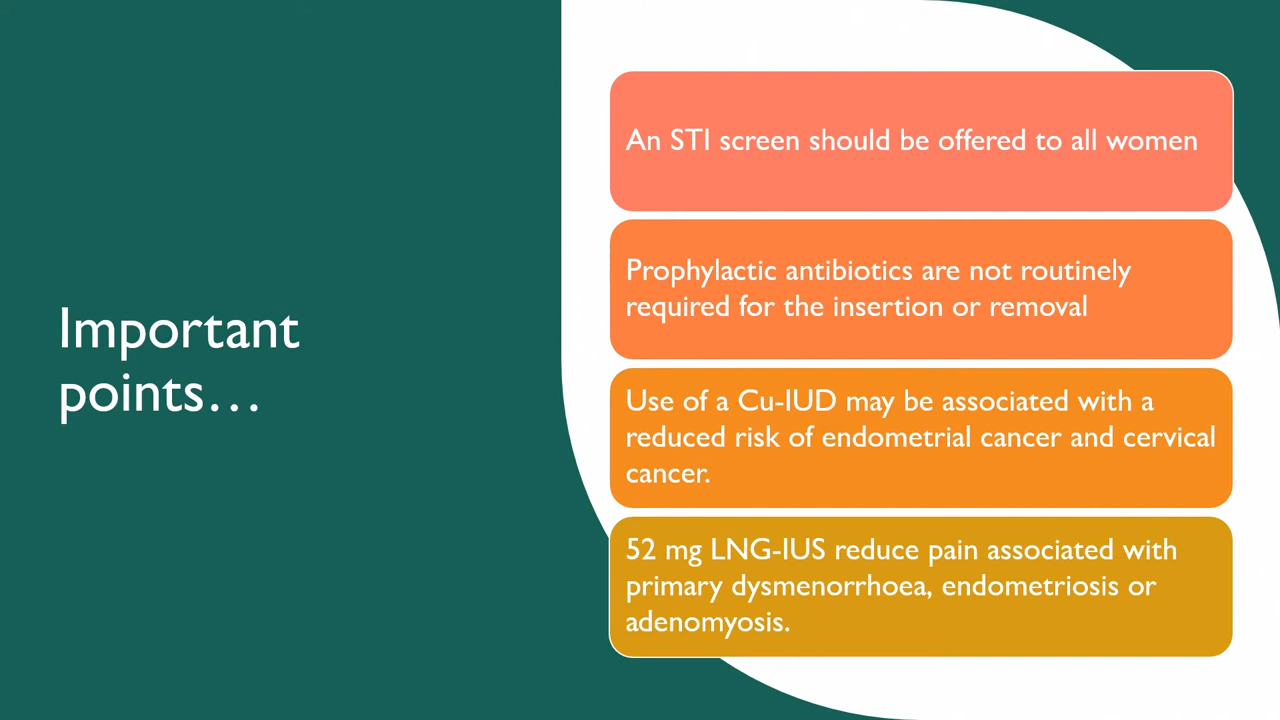 Important
points…
An STI screen should be offered to all women
Prophylactic antibiotics are not routinely
required for the insertion or removal
Use of a Cu-IUD may be associated with a
reduced risk of endometrial cancer and cervical
cancer.
52 mg LNG-IUS reduce pain associated with
primary dysmenorrhoea, endometriosis or
adenomyosis.